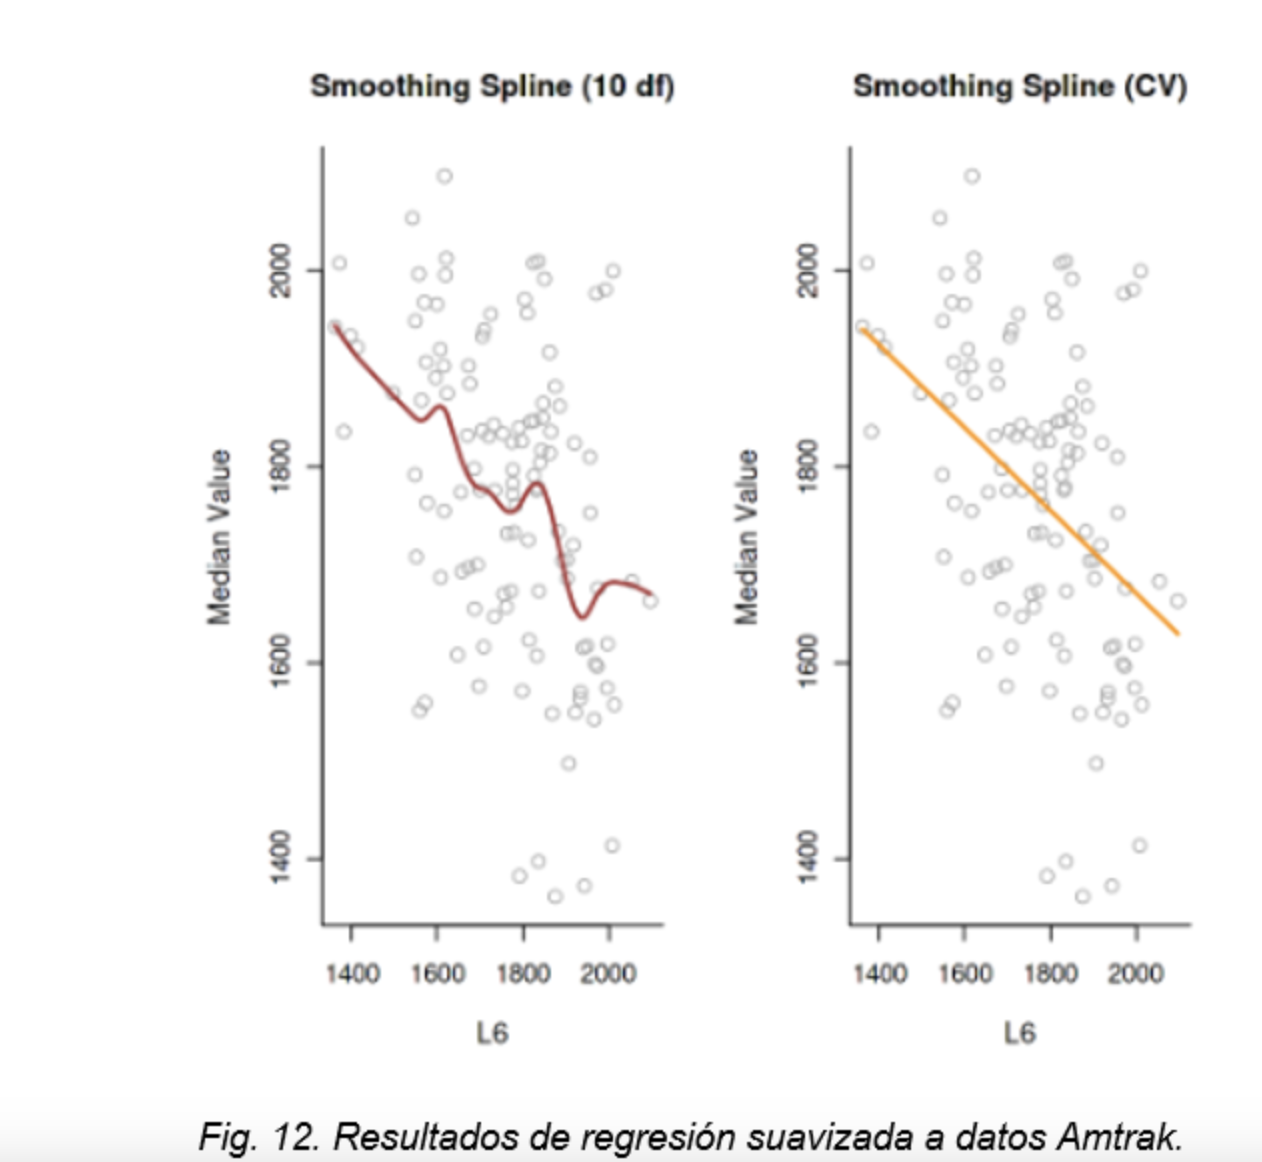 Smoothing Spline (10 df)
Smoothing Spline (CV)
Median Value
2000
1800
1600
1400
1400 1600 1800 2000
L6
Median Value
2000
1800
1600
1400
1400 1600 1800 2000
L6
Fig. 12. Resultados de regresión suavizada a datos Amtrak.